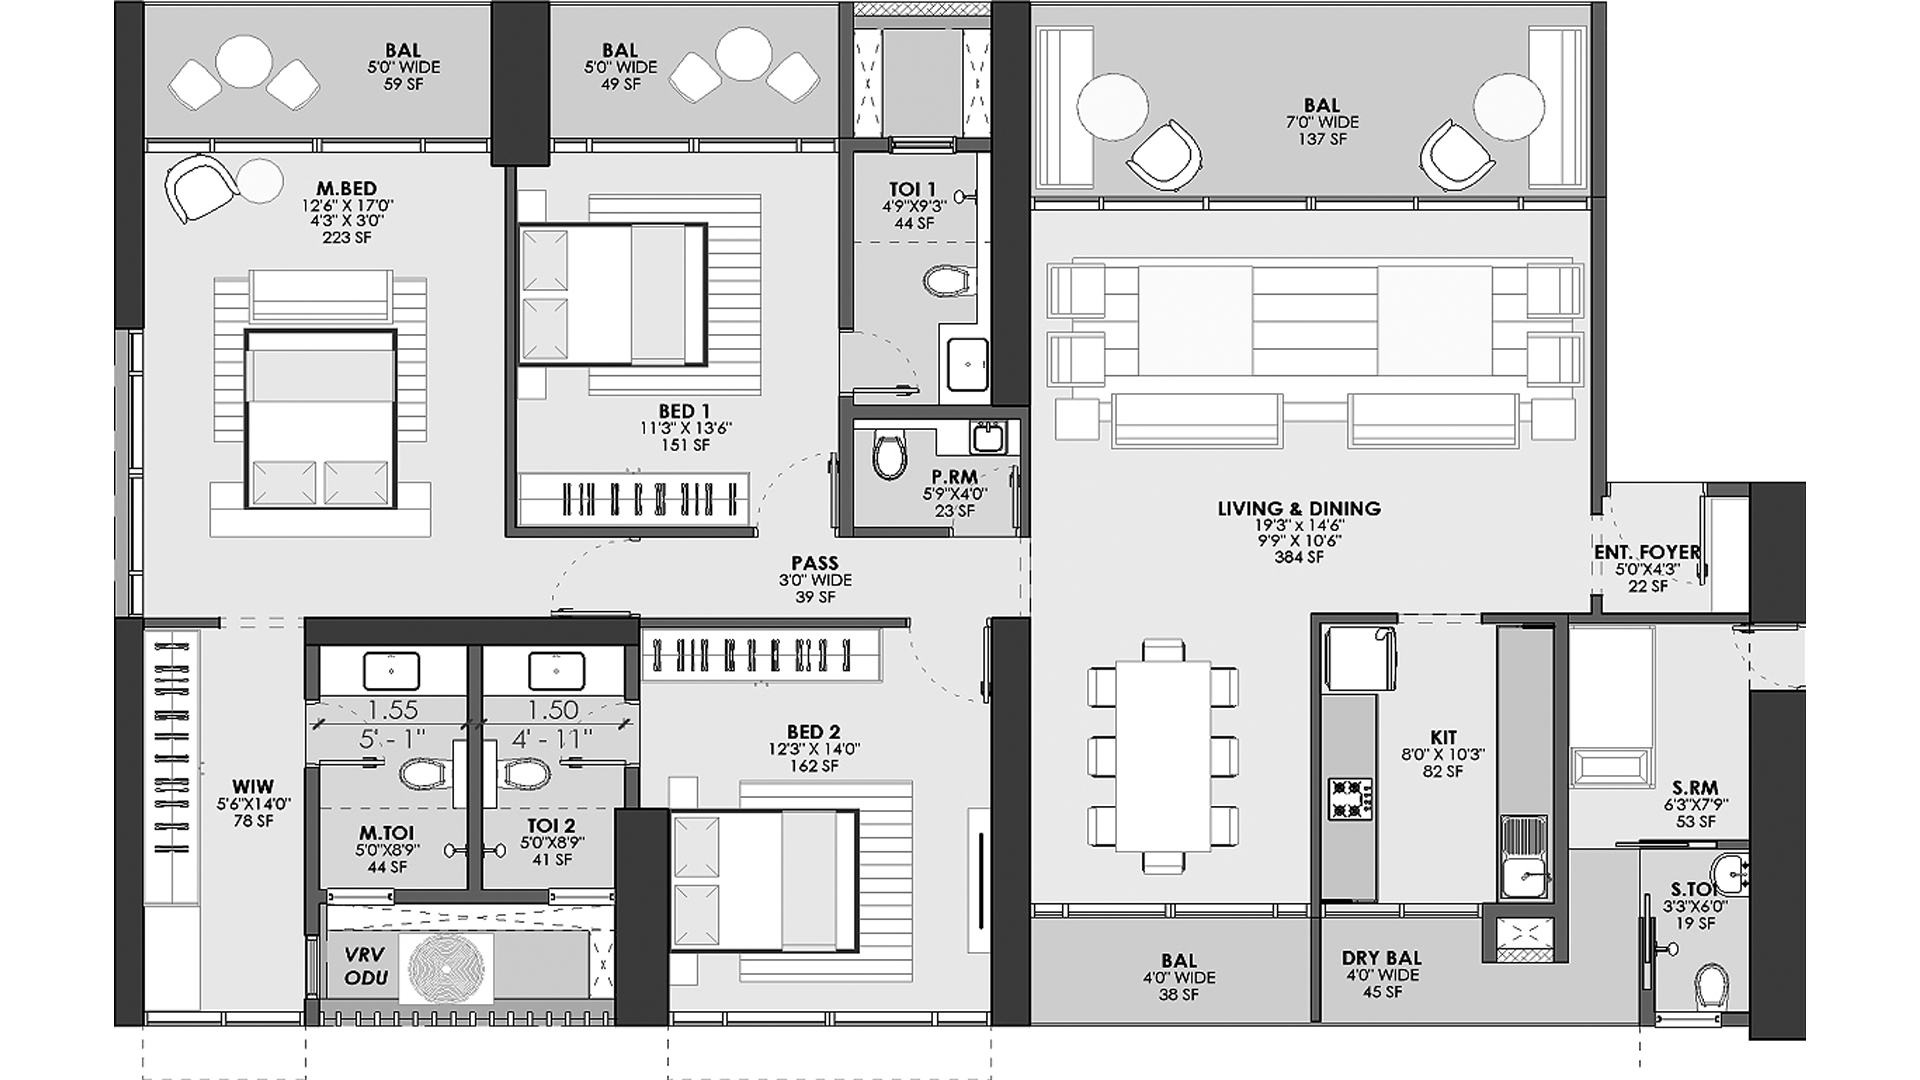 BAL
5'0" WIDE
59 SF
BAL
5'0" WIDE
49 SF
BAL
7'0" WIDE
137 SF
M.BED
12'6" X 17'0"
4'3" X 3'0"
223 SF
TOI 1
4'9"X9'3"
44 SF
BED 1
11'3" X 13'6"
151 SF
P.RM
5'9"X4'0"
23 SF
LIVING & DINING
19'3" x 14'6"
9'9" X 10'6"
384 SF
ENT. FOYER
5'0"X4'3"
22 SF
PASS
3'0" WIDE
39 SF
1.55
5' - 1"
1.50
4' - 11"
BED 2
12'3" X 14'0"
162 SF
KIT
8'0" X 10'3"
82 SF
WIW
5'6"X14'0"
78 SF
S.RM
6'3"X7'9"
53 SF
M.TOI
5'0"X8'9"
44 SF
TOI 2
5'0"X8'9"
41 SF
S.TOI
3'3"X6'0"
19 SF
VRV
ODU
BAL
4'0" WIDE
38 SF
DRY BAL
4'0" WIDE
45 SF